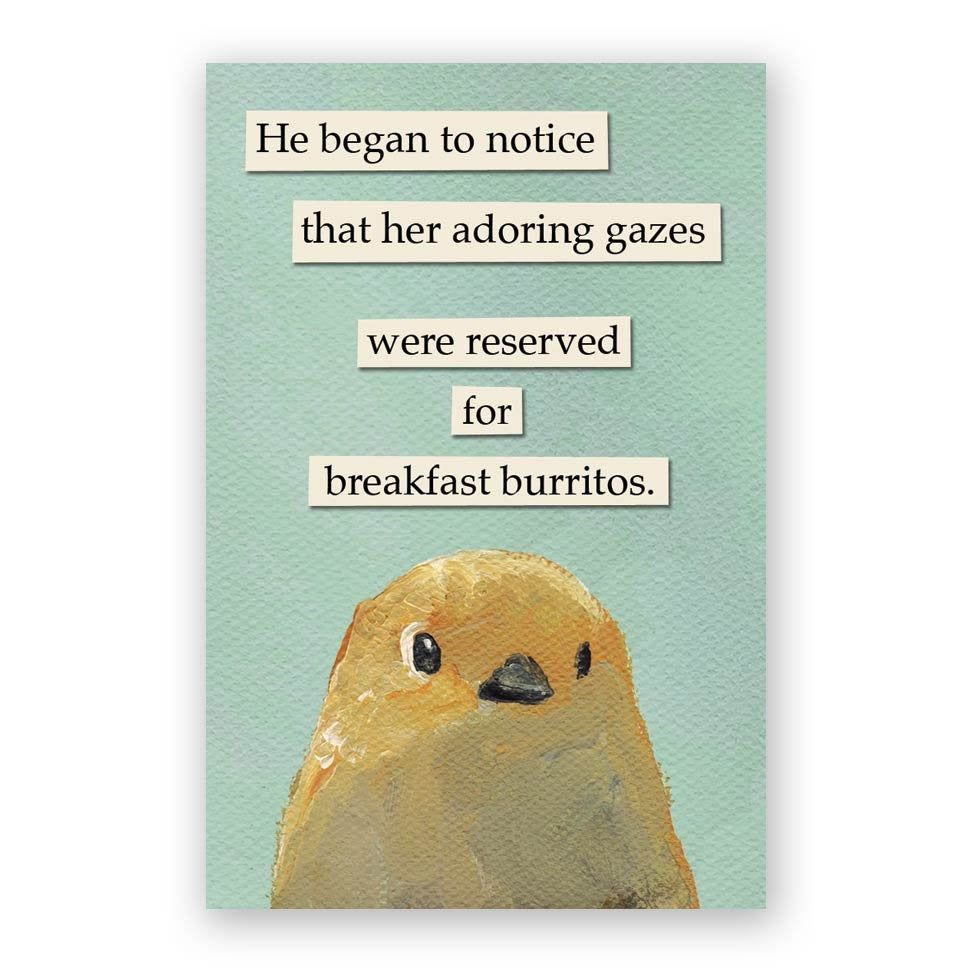 He began to notice
that her adoring gazes
were reserved
for
breakfast burritos.